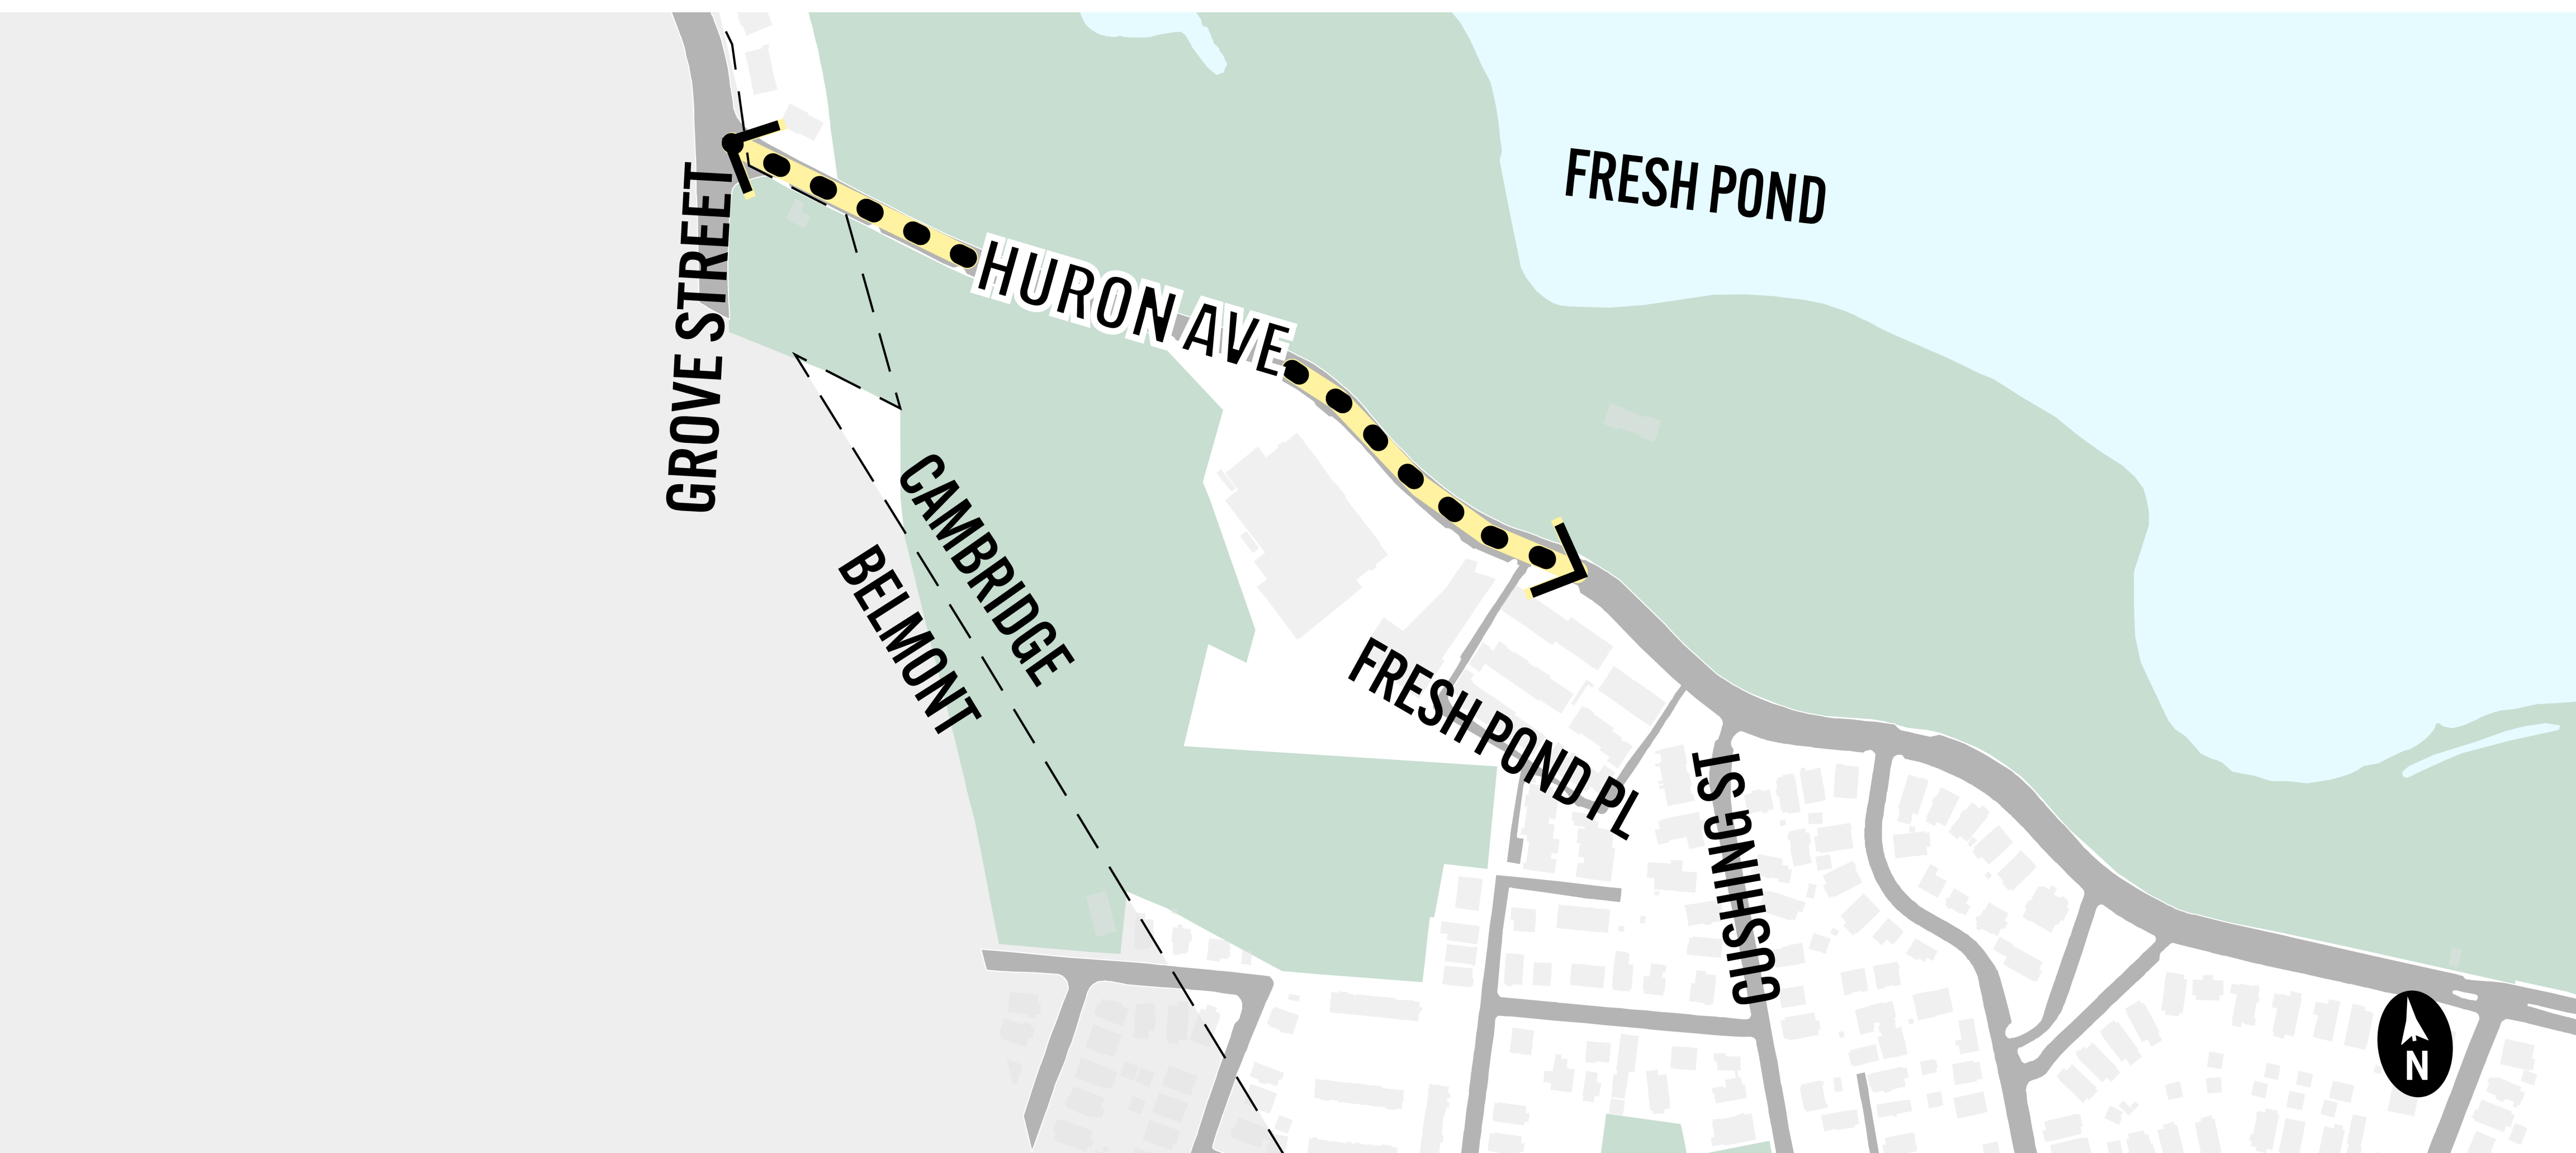 FRESH POND
HURON AVE
GROVE STREET
CAMBRIDGE
BELMONT
FRESH POND PL
CUSHING ST
N